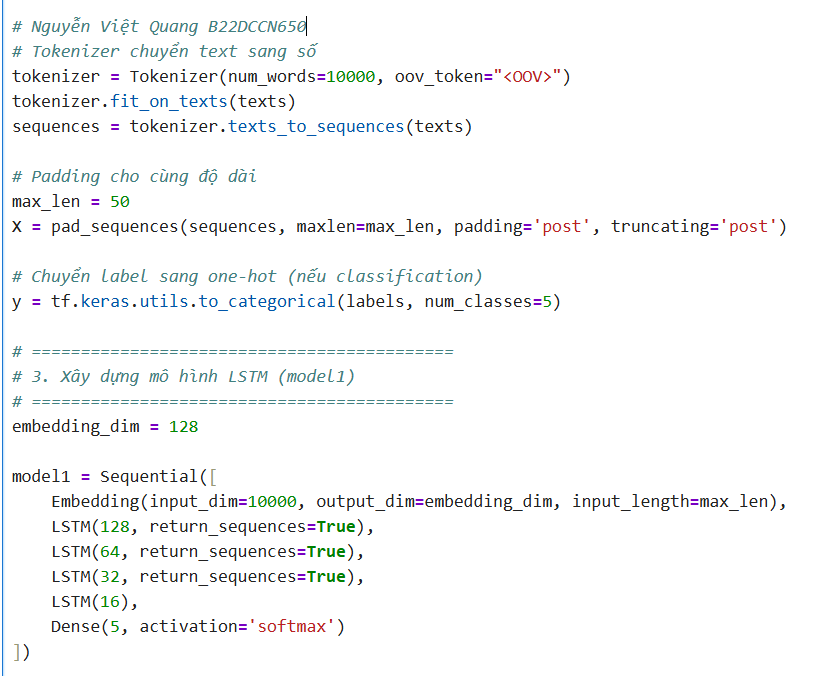 # Nguyễn Việt Quang B22DCCN650
# Tokenizer chuyển text sang số
tokenizer = Tokenizer(num_words=10000, oov_token="<OOV>")
tokenizer.fit_on_texts(texts)
sequences = tokenizer.texts_to_sequences(texts)
# Padding cho cùng độ dài
max_len = 50
X = pad_sequences(sequences, maxlen=max_len, padding='post', truncating='post')
# Chuyển label sang one-hot (nếu classification)
y = tf.keras.utils.to_categorical(labels, num_classes=5)
# ===========================================
# 3. Xây dựng mô hình LSTM (model1)
# ===========================================
embedding_dim = 128
model1 = Sequential([
    Embedding(input_dim=10000, output_dim=embedding_dim, input_length=max_len),
    LSTM(128, return_sequences=True),
    LSTM(64, return_sequences=True),
    LSTM(32, return_sequences=True),
    LSTM(16),
    Dense(5, activation='softmax')
])